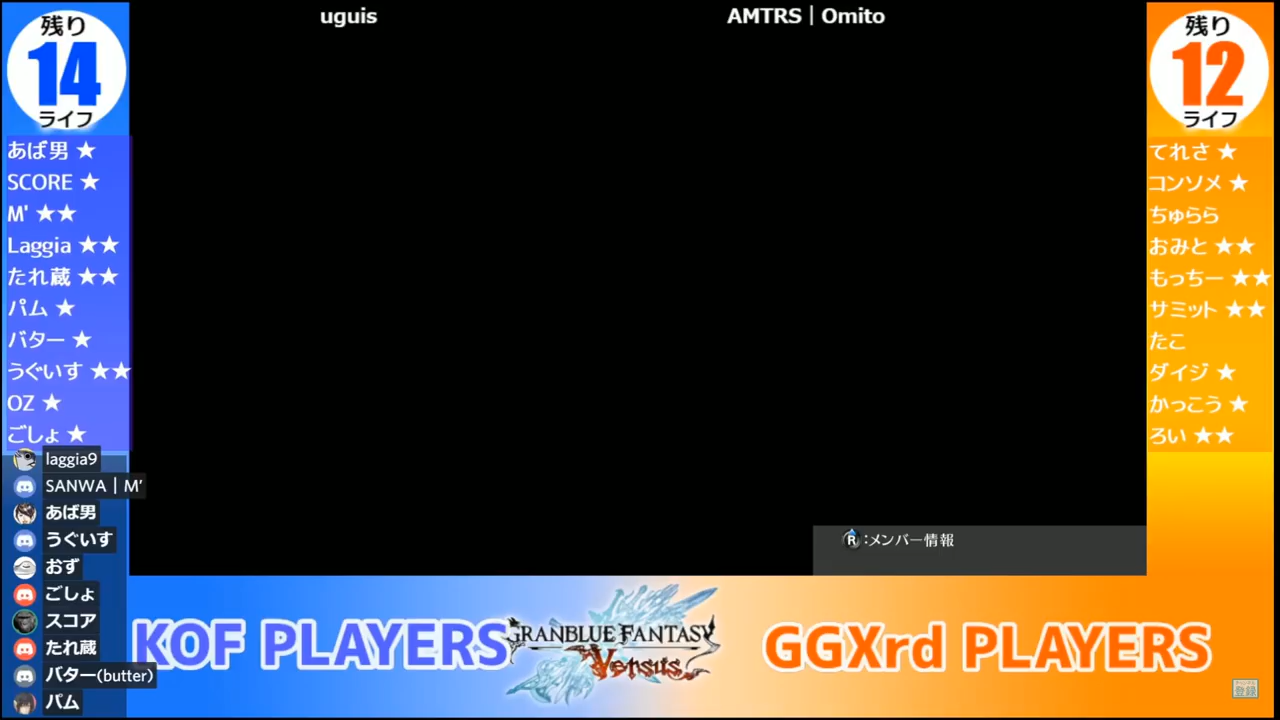 残り
14
ライフ
あば男 ★
SCORE ★
M' ★★
Laggia ★★
たれ蔵 ★★
パム ★
バター ★
うぐいす ★★
OZ ★
ごしょ ★
laggia9
SANWA | M'
あば男
うぐいす
おず
ごしょ
スコア
たれ蔵
バター(butter)
パム
uguis
AMTRS | Omito
R:メンバー情報
KOF PLAYERS
GRANBLUE FANTASY
Versus
GGXrd PLAYERS
残り
12
ライフ
てれさ ★
コンソメ ★
ちゅらら
おみと ★★
もっちー ★★
サミット ★★
たこ
ダイジ ★
かっこう ★
ろい ★★
登録